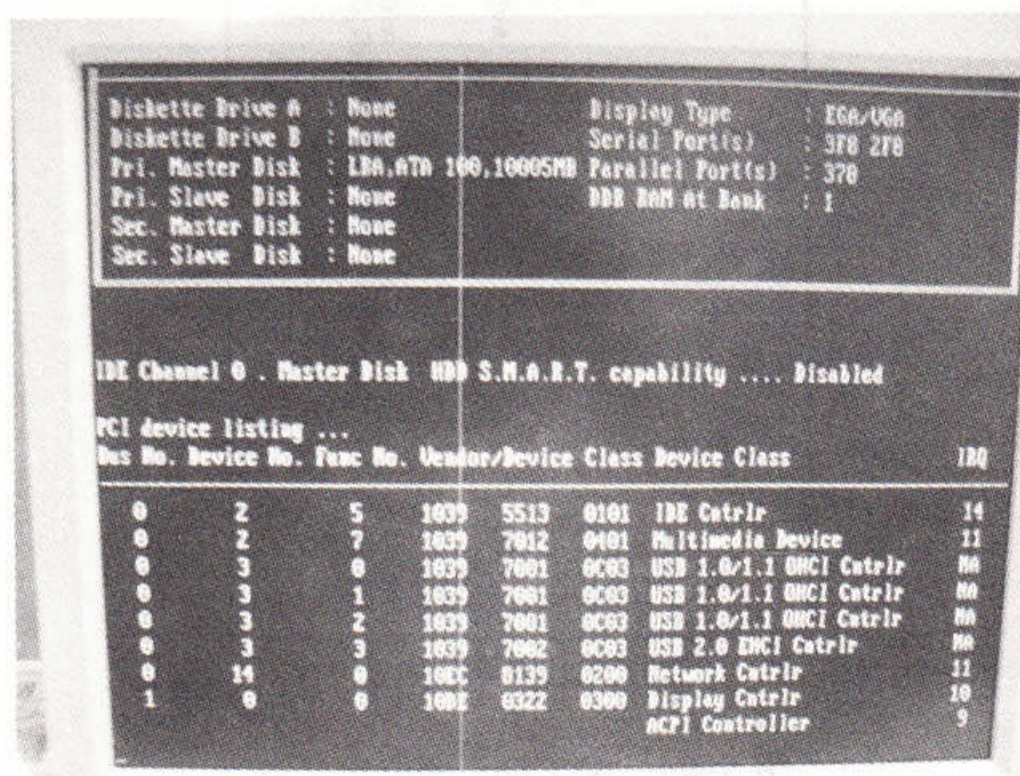 Diskette Drive A : None Display Type : EGA/VGA
Diskette Drive B : None Serial Port(s) : 3F8 2F8
Pri. Master Disk : LBA,ATA 100,10005MB Parallel Port(s) : 378
Pri. Slave Disk : None DDR RAM At Bank : 1
Sec. Master Disk : None
Sec. Slave Disk : None
IDE Channel 0 . Master Disk HDD S.M.A.R.T. capability .... Disabled
PCI device listing ...
Bus No. Device No. Func No. Vendor/Device Class Device Class IRQ
0 2 5 1039 5513 0101 IDE Cntrlr 14
0 2 7 1039 7012 0401 Multimedia Device 11
0 3 0 1039 7001 0C03 USB 1.0/1.1 OHCI Cntrlr NA
0 3 1 1039 7001 0C03 USB 1.0/1.1 OHCI Cntrlr NA
0 3 2 1039 7001 0C03 USB 1.0/1.1 OHCI Cntrlr NA
0 3 3 1039 7002 0C03 USB 2.0 EHCI Cntrlr NA
0 14 0 10EC 8139 0200 Network Cntrlr 11
1 0 0 10DE 0322 0300 Display Cntrlr 10
ACPI Controller 9